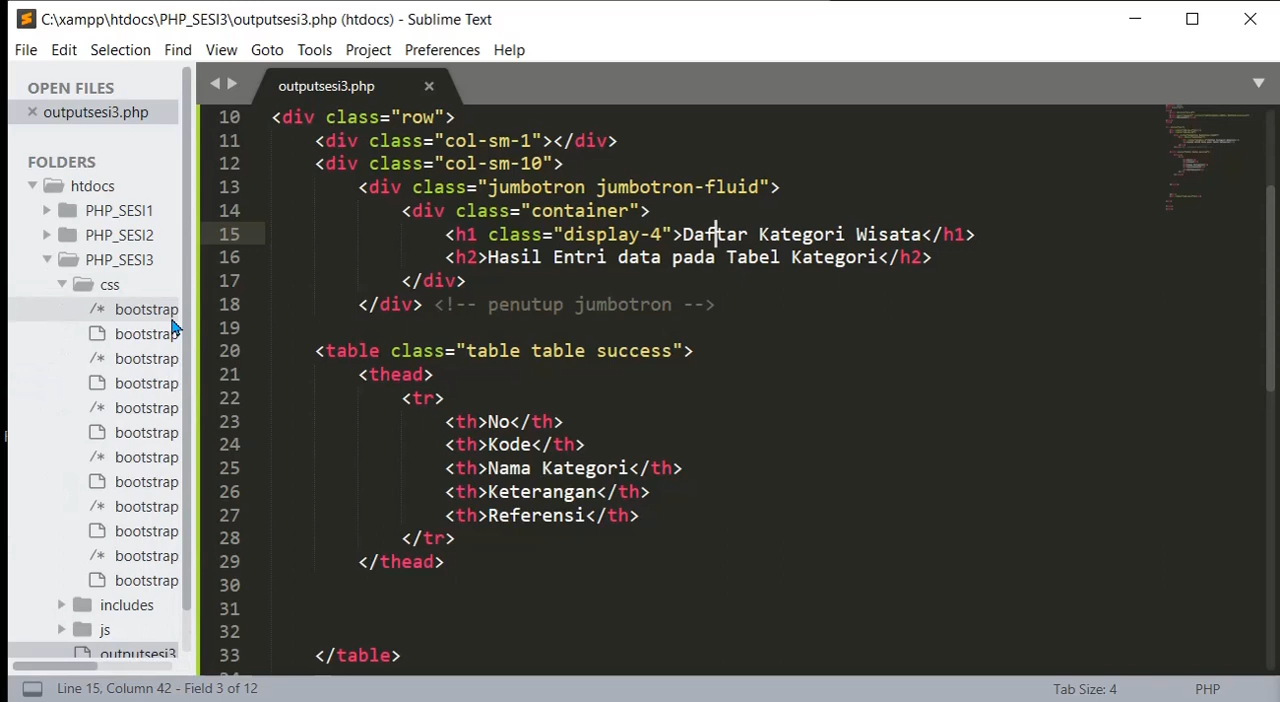 C:\xampp\htdocs\PHP_SESI3\outputsesi3.php (htdocs) - Sublime Text
File Edit Selection Find View Goto Tools Project Preferences Help
OPEN FILES
outputsesi3.php
FOLDERS
htdocs
PHP_SESI1
PHP_SESI2
PHP_SESI3
css
/* bootstrap
bootstrap
/* bootstrap
bootstrap
/* bootstrap
bootstrap
/* bootstrap
bootstrap
/* bootstrap
bootstrap
/* bootstrap
bootstrap
includes
js
outputsesi3
outputsesi3.php
10 <div class="row">
11 <div class="col-sm-1"></div>
12 <div class="col-sm-10">
13 <div class="jumbotron jumbotron-fluid">
14 <div class="container">
15 <h1 class="display-4">Daftar Kategori Wisata</h1>
16 <h2>Hasil Entri data pada Tabel Kategori</h2>
17 </div>
18 </div> <!-- penutup jumbotron -->
19
20 <table class="table table success">
21 <thead>
22 <tr>
23 <th>No</th>
24 <th>Kode</th>
25 <th>Nama Kategori</th>
26 <th>Keterangan</th>
27 <th>Referensi</th>
28 </tr>
29 </thead>
30
31
32
33 </table>
Line 15, Column 42 - Field 3 of 12
Tab Size: 4
PHP